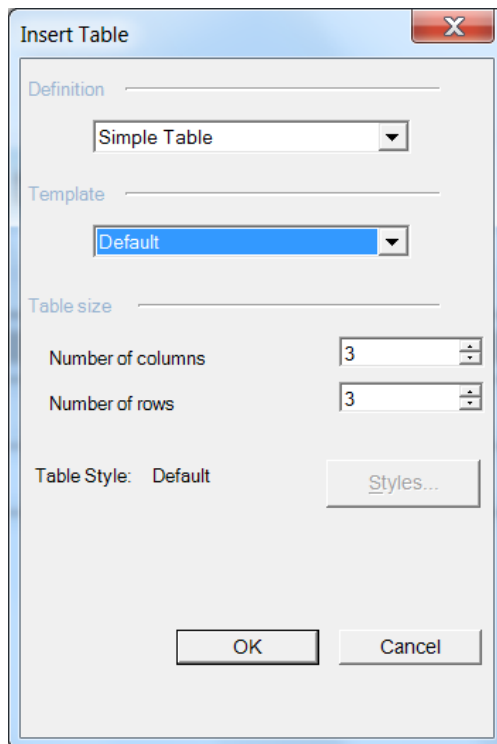 Insert Table
Definition
Simple Table
Template
Default
Table size
Number of columns 3
Number of rows 3
Table Style: Default Styles...
OK Cancel